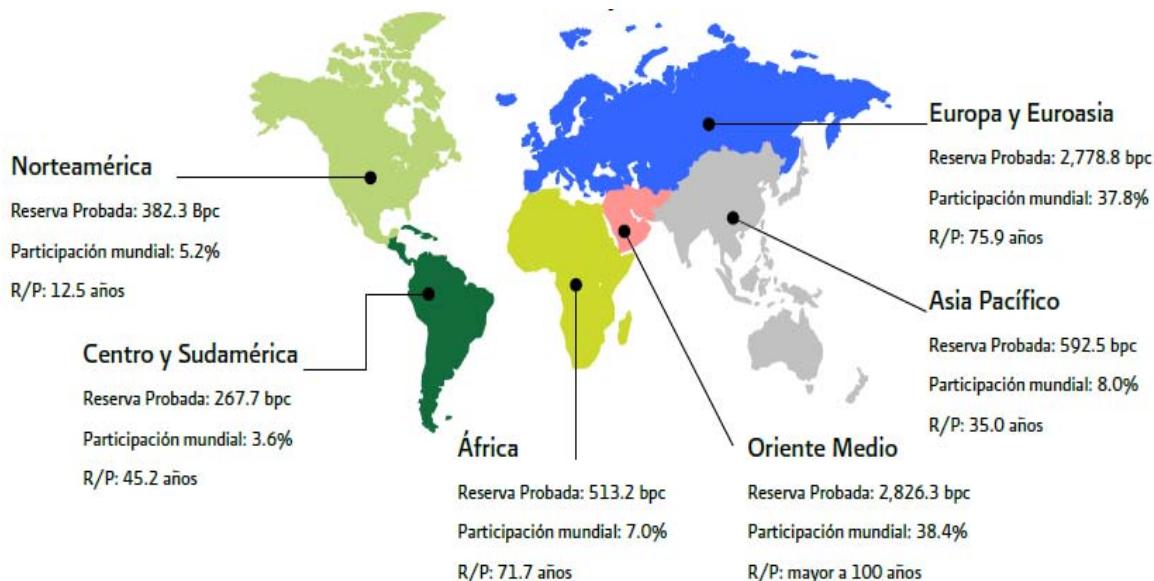 Norteamérica
Reserva Probada: 382.3 Bpc
Participación mundial: 5.2%
R/P: 12.5 años
Centro y Sudamérica
Reserva Probada: 267.7 bpc
Participación mundial: 3.6%
R/P: 45.2 años
África
Reserva Probada: 513.2 bpc
Participación mundial: 7.0%
R/P: 71.7 años
Oriente Medio
Reserva Probada: 2,826.3 bpc
Participación mundial: 38.4%
R/P: mayor a 100 años
Europa y Euroasia
Reserva Probada: 2,778.8 bpc
Participación mundial: 37.8%
R/P: 75.9 años
Asia Pacífico
Reserva Probada: 592.5 bpc
Participación mundial: 8.0%
R/P: 35.0 años